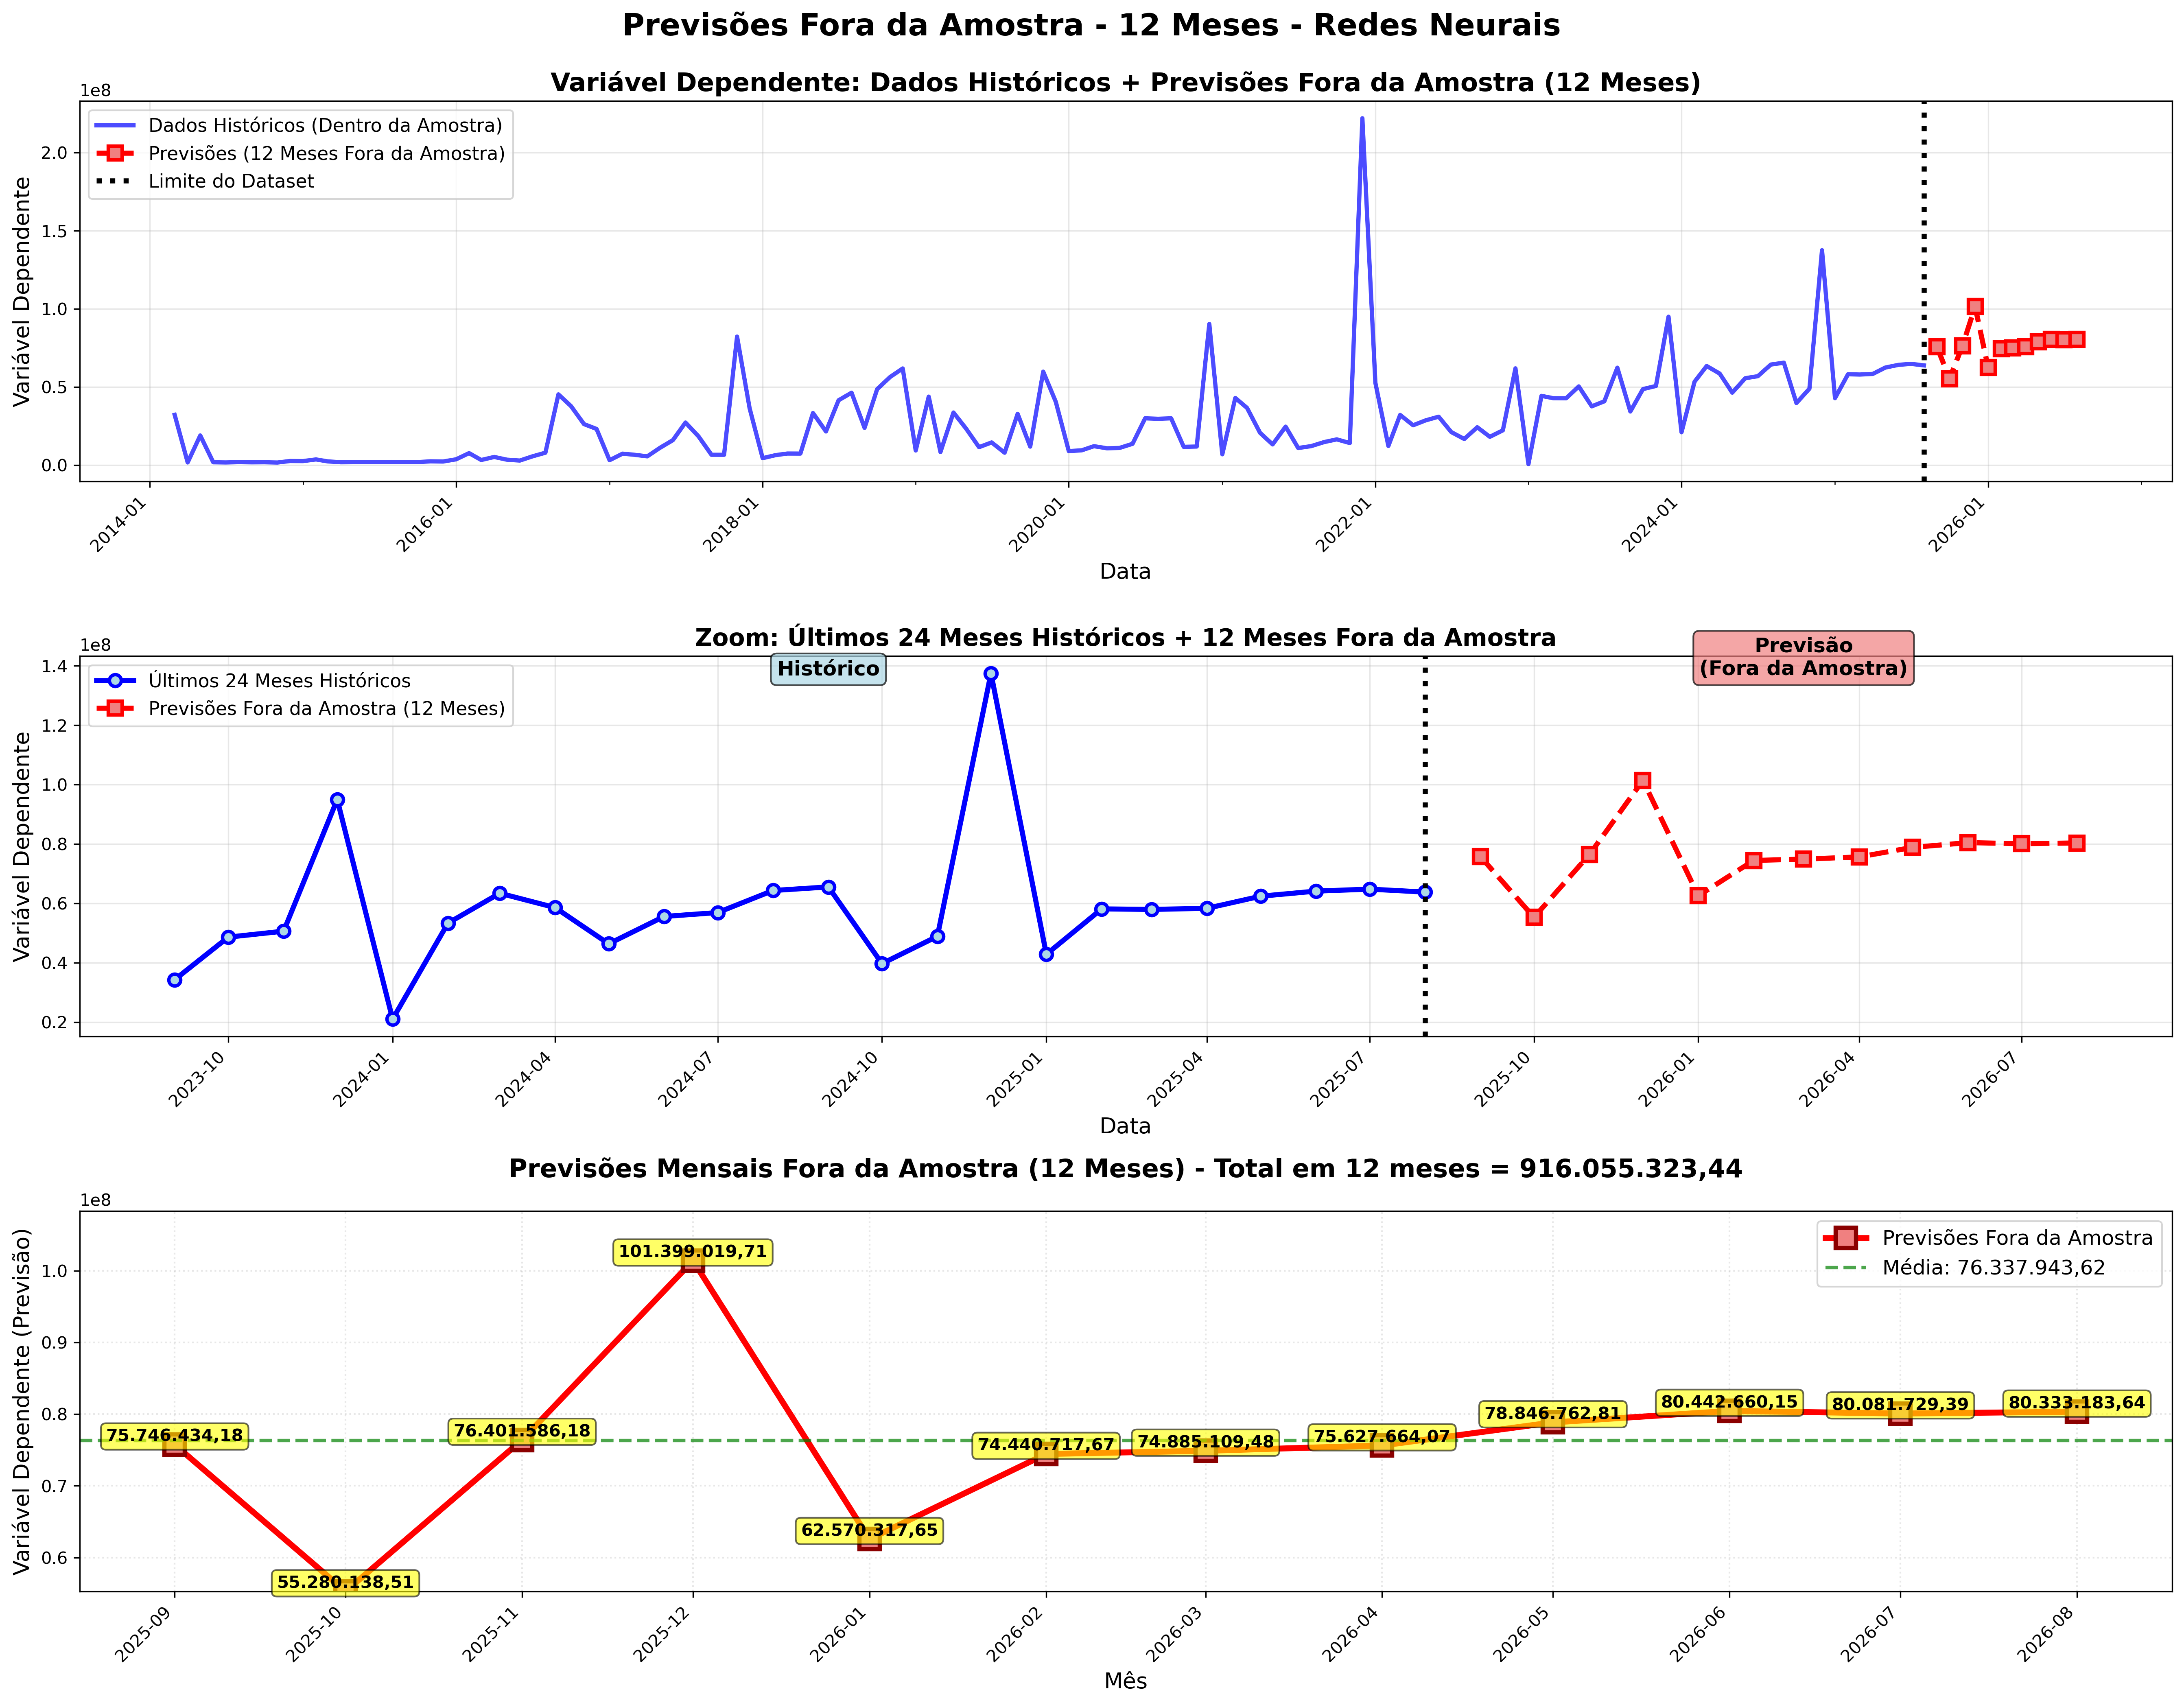 Previsões Fora da Amostra - 12 Meses - Redes Neurais
Variável Dependente: Dados Históricos + Previsões Fora da Amostra (12 Meses)
1e8
Dados Históricos (Dentro da Amostra)
Previsões (12 Meses Fora da Amostra)
Limite do Dataset
Variável Dependente
2.0
1.5
1.0
0.5
0.0
2014-01
2016-01
2018-01
2020-01
2022-01
2024-01
2026-01
Data
Zoom: Últimos 24 Meses Históricos + 12 Meses Fora da Amostra
1e8
Histórico
Previsão
(Fora da Amostra)
Últimos 24 Meses Históricos
Previsões Fora da Amostra (12 Meses)
Variável Dependente
1.4
1.2
1.0
0.8
0.6
0.4
0.2
2023-10
2024-01
2024-04
2024-07
2024-10
2025-01
2025-04
2025-07
2025-10
2026-01
2026-04
2026-07
Data
Previsões Mensais Fora da Amostra (12 Meses) - Total em 12 meses = 916.055.323,44
1e8
Previsões Fora da Amostra
Média: 76.337.943,62
Variável Dependente (Previsão)
1.0
0.9
0.8
0.7
0.6
75.746.434,18
55.280.138,51
76.401.586,18
101.399.019,71
62.570.317,65
74.440.717,67
74.885.109,48
75.627.664,07
78.846.762,81
80.442.660,15
80.081.729,39
80.333.183,64
2025-09
2025-10
2025-11
2025-12
2026-01
2026-02
2026-03
2026-04
2026-05
2026-06
2026-07
2026-08
Mês